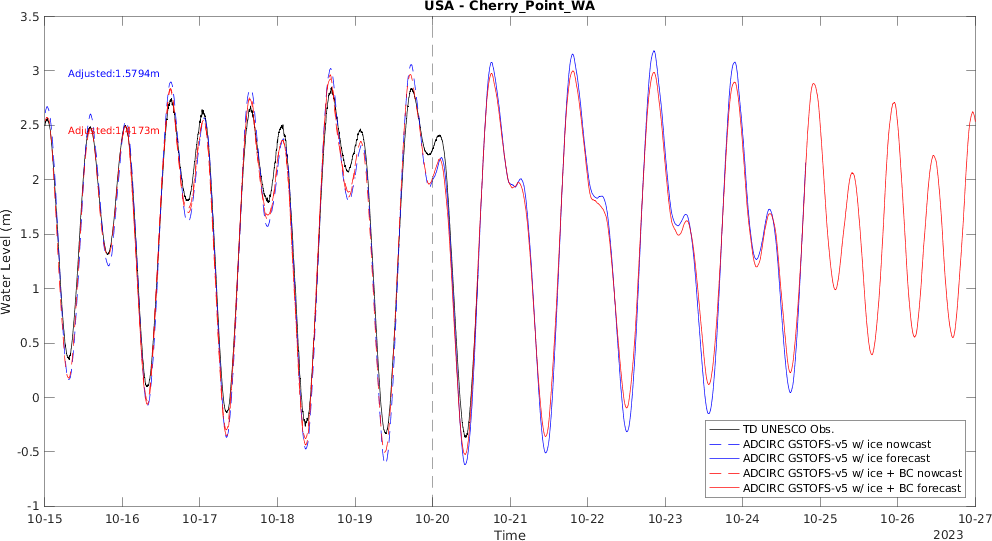 USA - Cherry_Point_WA
3.5
3
2.5
2
1.5
1
0.5
0
-0.5
-1
Water Level (m)
Adjusted:1.5794m
TD UNESCO Obs.
ADCIRC GSTOFS-v5 w/ ice nowcast
ADCIRC GSTOFS-v5 w/ ice forecast
ADCIRC GSTOFS-v5 w/ ice + BC nowcast
ADCIRC GSTOFS-v5 w/ ice + BC forecast
10-15 10-16 10-17 10-18 10-19 10-20 10-21 10-22 10-23 10-24 10-25 10-26 10-27
Time
2023